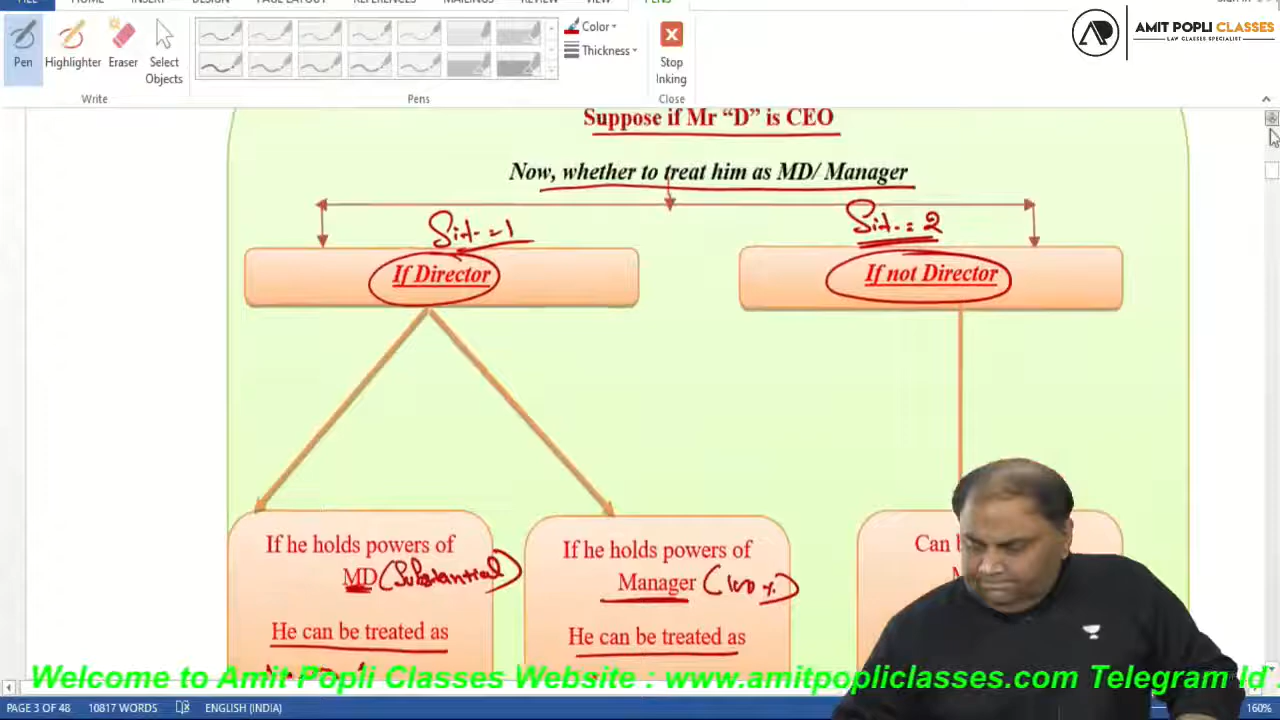 FILE
INSERT
DESIGN
PAGE LAYOUT
REFERENCES
MAILINGS
REVIEW
VIEW
PENS
Pen
Highlighter
Eraser
Select
Objects
Color
Thickness
Stop
Inking
Write
Pens
Close
AMIT POPLI CLASSES
LAW CLASSES SPECIALIST
Suppose if Mr “D” is CEO
Now, whether to treat him as MD/ Manager
Sit. = 1
Sit. = 2
If Director
If not Director
If he holds powers of
MD (Substantial)
He can be treated as
If he holds powers of
Manager (100 %)
He can be treated as
Can
Welcome to Amit Popli Classes Website : www.amitpopliclasses.com Telegram Id
PAGE 3 OF 48
10817 WORDS
ENGLISH (INDIA)
160%